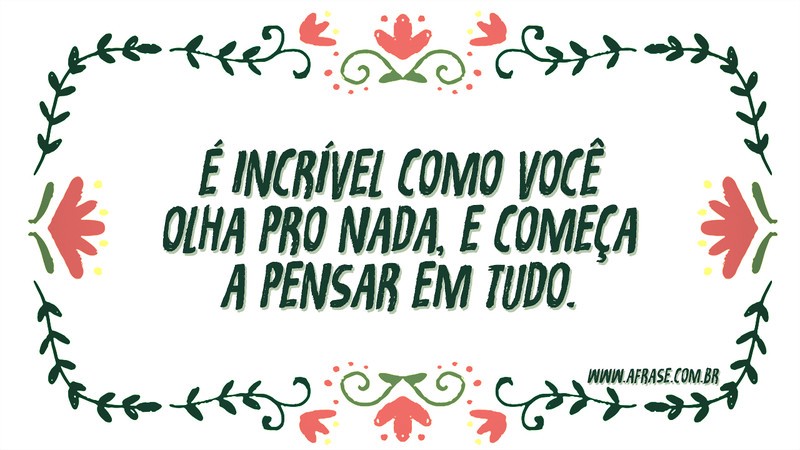 É INCRÍVEL COMO VOCÊ
OLHA PRO NADA, E COMEÇA
A PENSAR EM TUDO.
WWW.AFRASE.COM.BR